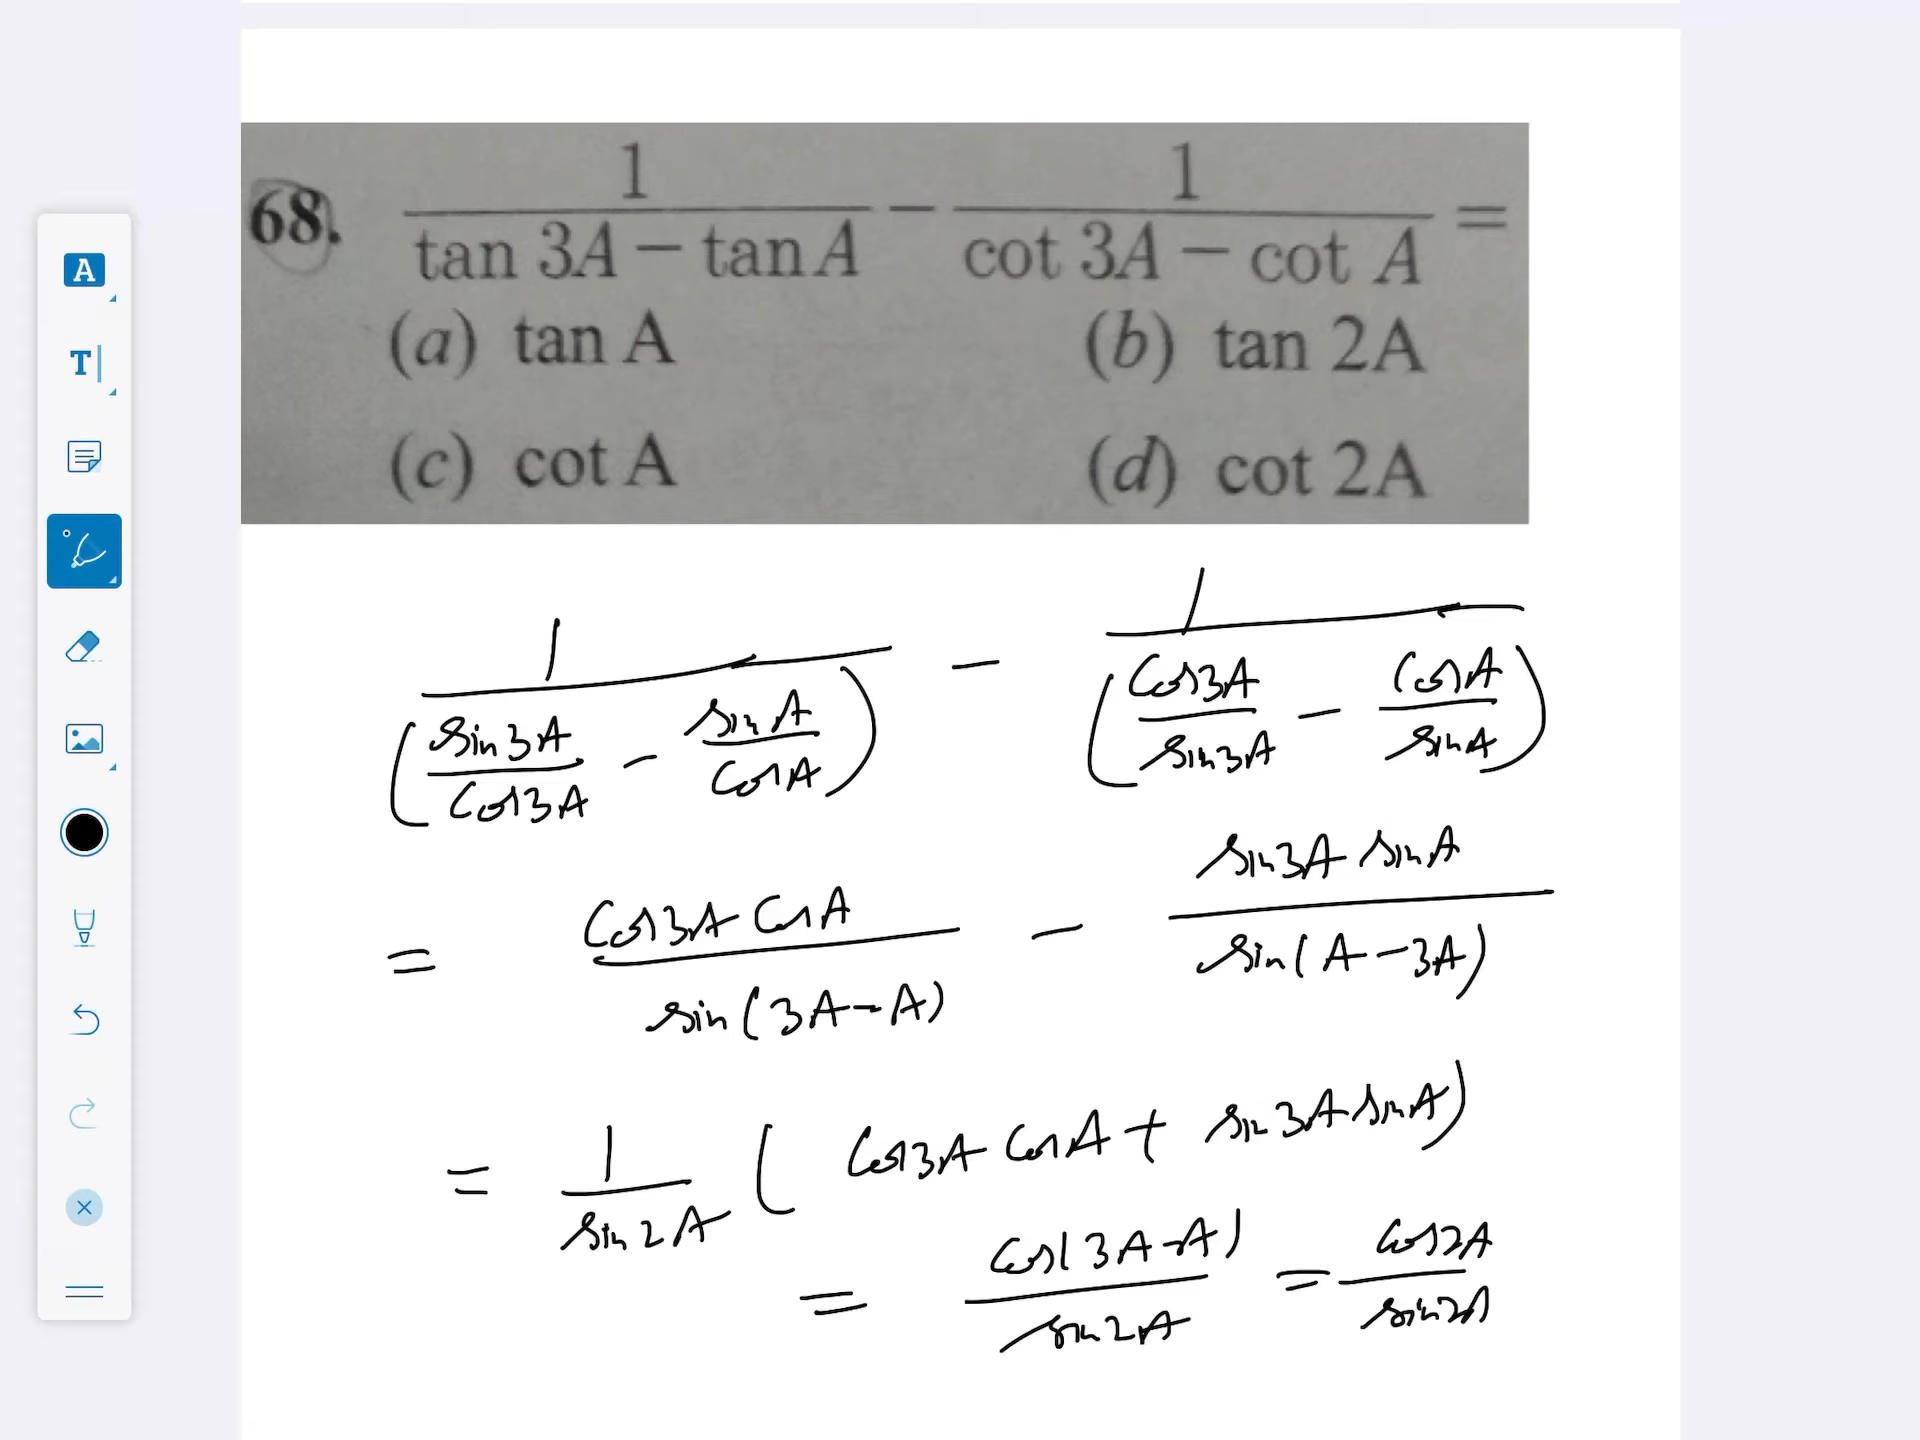 68. 1/(tan 3A − tan A) − 1/(cot 3A − cot A) =
(a) tan A (b) tan 2A
(c) cot A (d) cot 2A
1/(sin3A/cos3A − sinA/cosA) − 1/(cos3A/sin3A − cosA/sinA)
= cos3A cosA/sin(3A−A) − sin3A sinA/sin(A−3A)
= 1/sin2A (cos3A cosA + sin3A sinA)
= cos(3A−A)/sin2A = cos2A/sin2A